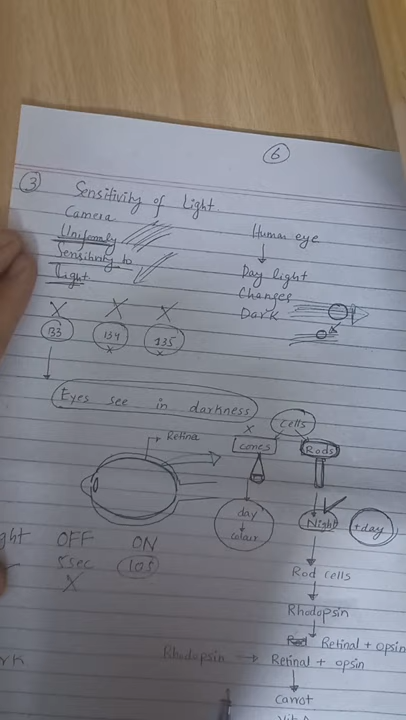 6
3 Sensitivity of Light
Camera
Uniformly
Sensitivity to
Light
Human eye
Day light
Changes
Dark
133 134 135
Eyes see in darkness
Cells
Cones Rods
Retina
day
colour
Night + day
Rod cells
Rhodopsin
Retinal + opsin
Rhodopsin → Retinal + opsin
Carrot
OFF ON
5sec 10s